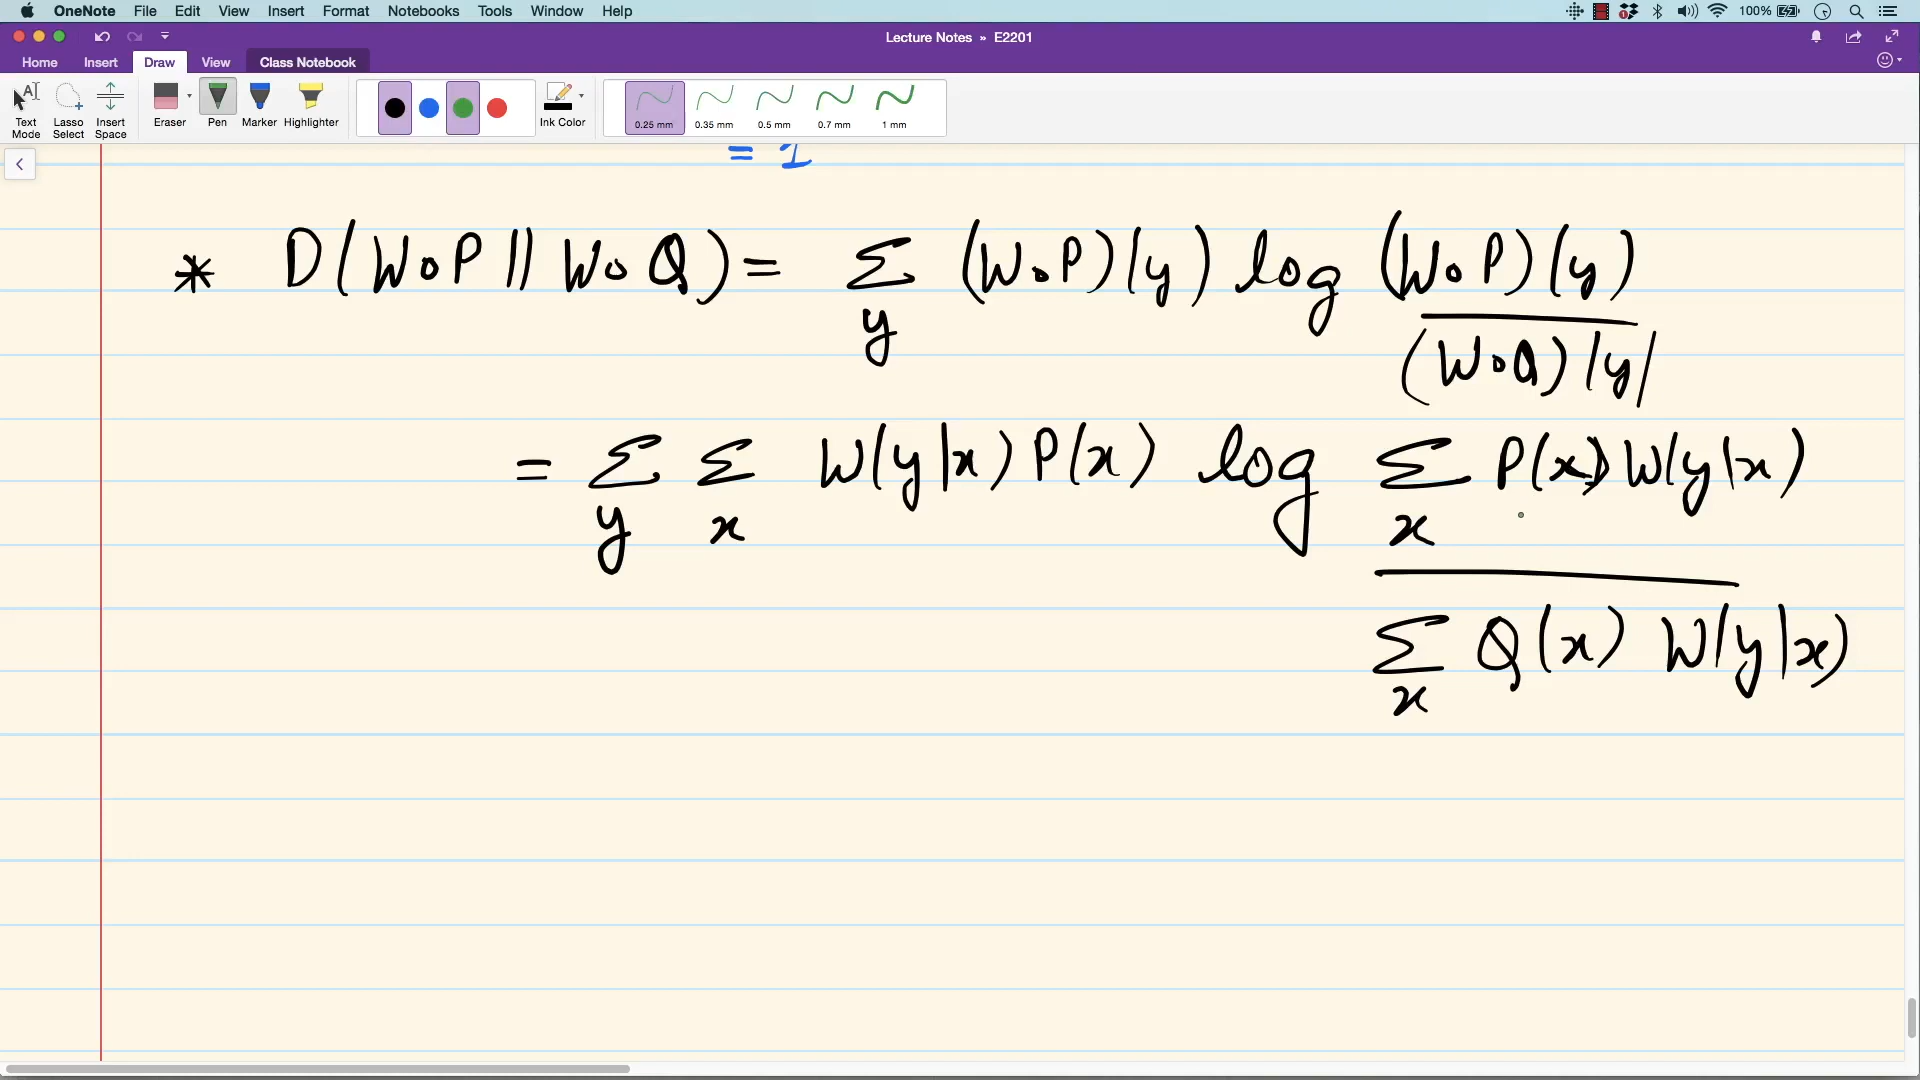 OneNote File Edit View Insert Format Notebooks Tools Window Help 100%
Lecture Notes » E2201
Home Insert Draw View Class Notebook
Text Mode Lasso Select Insert Space Eraser Pen Marker Highlighter Ink Color 0.25 mm 0.35 mm 0.5 mm 0.7 mm 1 mm
= 1
* D(W∘P || W∘Q) = Σ_y (W∘P)(y) log (W∘P)(y)
(W∘Q)(y)
= Σ_y Σ_x W(y|x) P(x) log Σ_x P(x) W(y|x)
Σ_x Q(x) W(y|x)